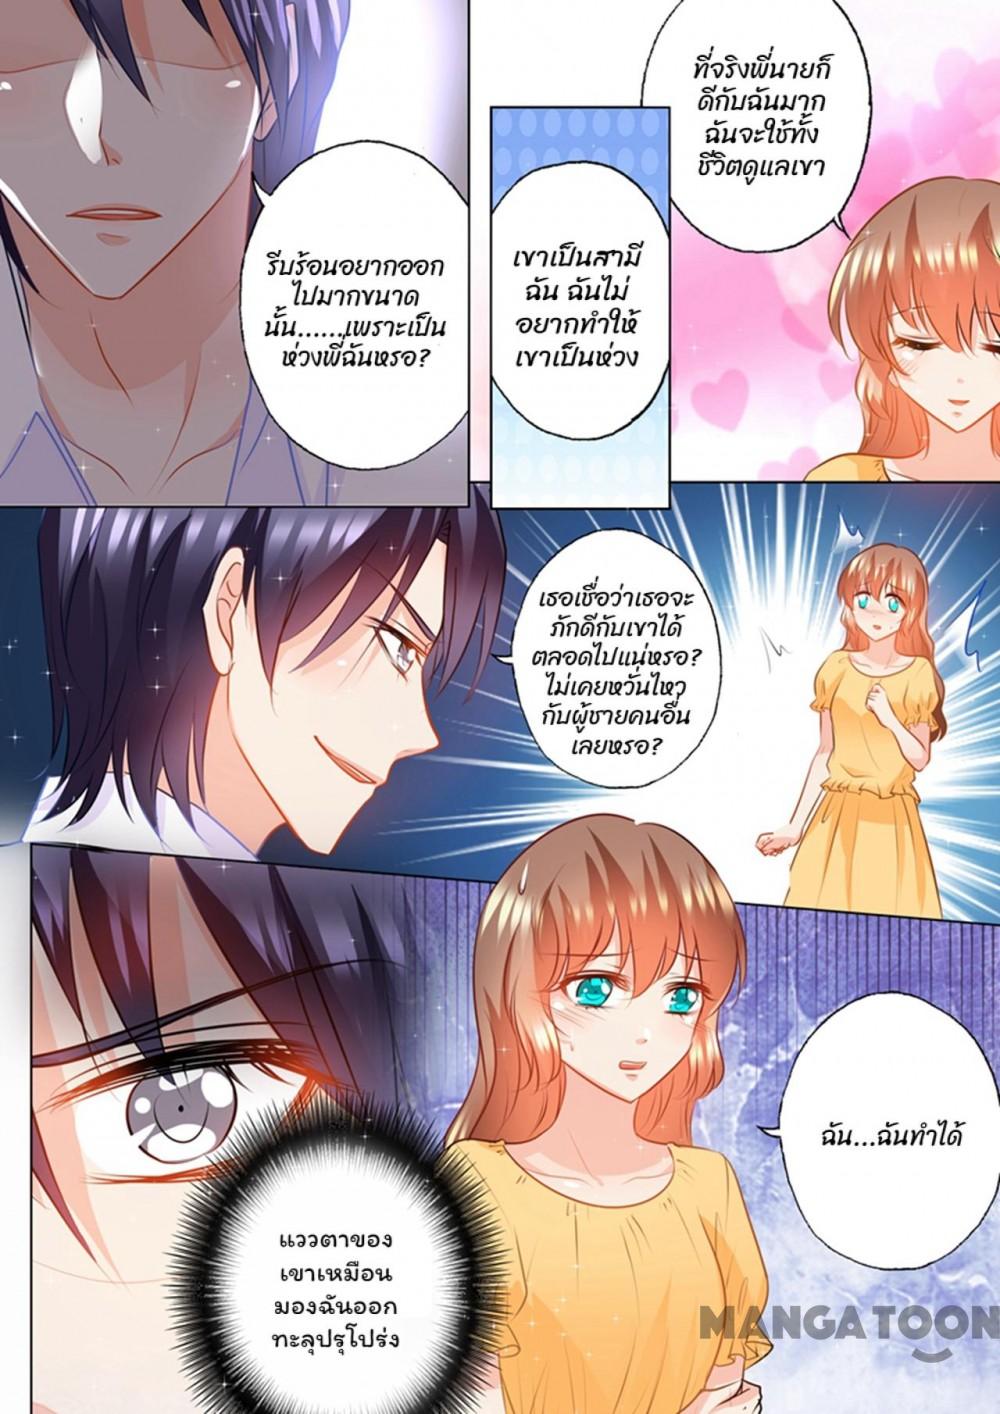 รีบร้อนอยากออก
ไปมากขนาด
นั้น......เพราะเป็น
ห่วงพี่ฉันหรอ?
เขาเป็นสามี
ฉัน ฉันไม่
อยากทำให้
เขาเป็นห่วง
ที่จริงพี่นายก็
ดีกับฉันมาก
ฉันจะใช้ทั้ง
ชีวิตดูแลเขา
เธอเชื่อว่าเธอจะ
ภักดีกับเขาได้
ตลอดไปแน่หรอ?
ไม่เคยหวั่นไหว
กับผู้ชายคนอื่น
เลยหรอ?
ฉัน...ฉันทำได้
แววตาของ
เขาเหมือน
มองฉันออก
ทะลุปรุโปร่ง
MANGATOON